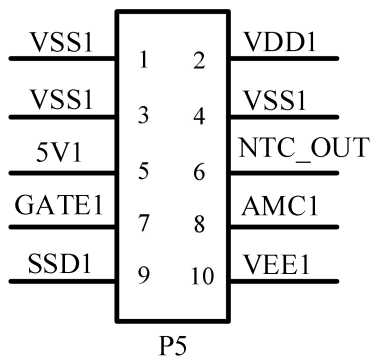 VSS1 1 2 VDD1
VSS1 3 4 VSS1
5V1 5 6 NTC_OUT
GATE1 7 8 AMC1
SSD1 9 10 VEE1
P5